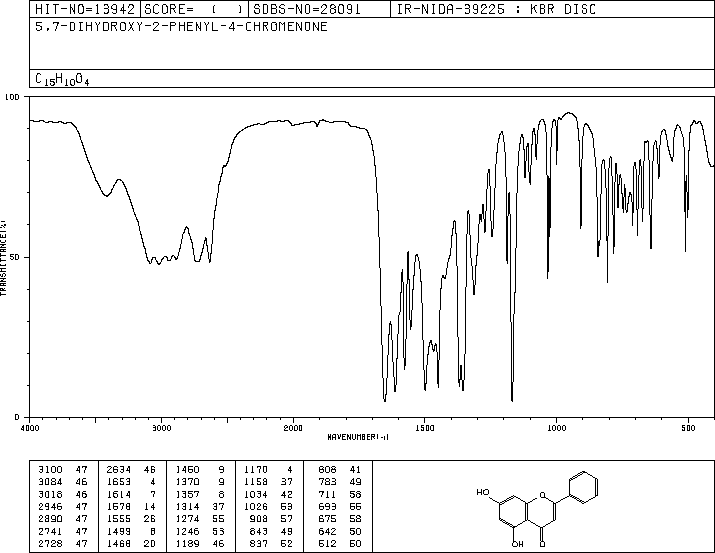 HIT-NO=13942 SCORE= ( ) SDBS-NO=28091 IR-NIDA-39225 : KBR DISC
5,7-DIHYDROXY-2-PHENYL-4-CHROMENONE
C15H10O4
100
TRANSMITTANCE(%)
50
0
4000 3000 2000 1500 1000 500
WAVENUMBER(-1)
3100 47 2634 46 1450 9 1170 4 808 41
3084 46 1653 4 1370 9 1158 37 783 49
3018 46 1614 7 1357 8 1034 42 711 58
2946 47 1578 14 1314 37 1026 53 693 55
2890 47 1555 26 1274 55 908 57 675 58
2741 47 1499 8 1246 53 843 49 642 50
2728 47 1468 20 1189 46 837 52 512 50
HO
O
OH O